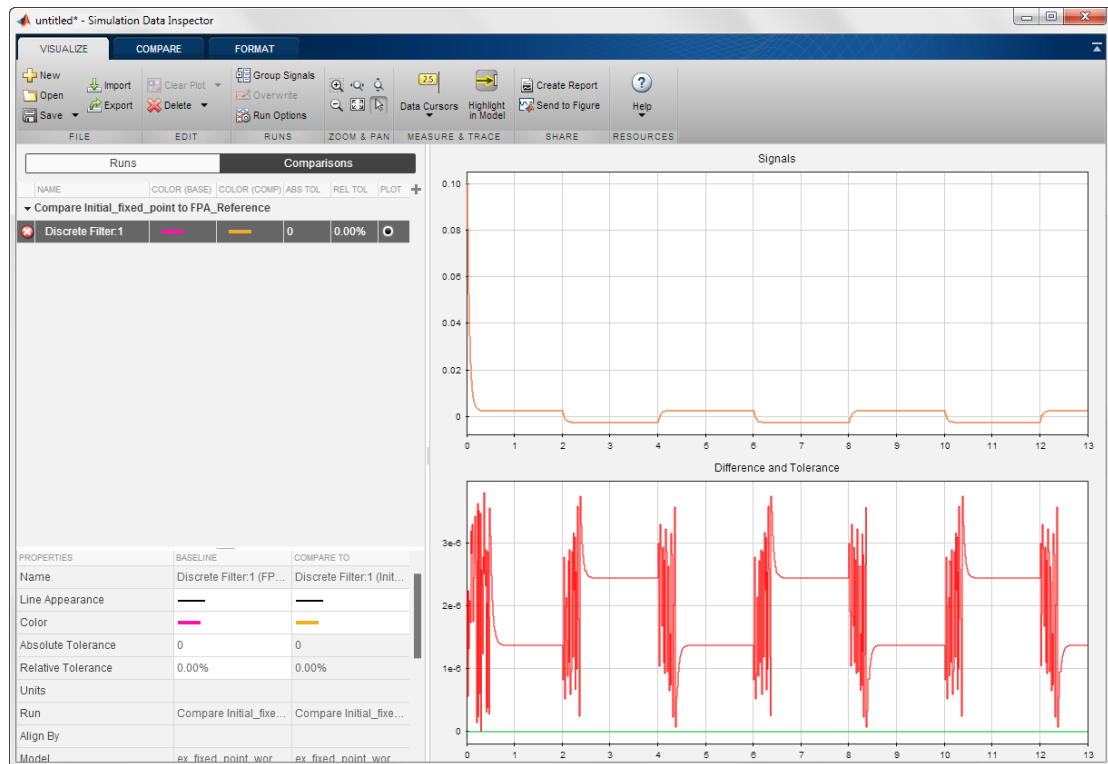 untitled* - Simulation Data Inspector
VISUALIZE COMPARE FORMAT
New
Open
Save
Import
Export
Clear Plot
Delete
Group Signals
Overwrite
Run Options
25
Data Cursors
Highlight
in Model
Create Report
Send to Figure
?
Help
FILE EDIT RUNS ZOOM & PAN MEASURE & TRACE SHARE RESOURCES
Runs Comparisons
NAME COLOR (BASE) COLOR (COMP) ABS TOL REL TOL PLOT
Compare Initial_fixed_point to FPA_Reference
Discrete Filter:1 0 0.00%
PROPERTIES BASELINE COMPARE TO
Name Discrete Filter:1 (FP... Discrete Filter:1 (Init...
Line Appearance
Color
Absolute Tolerance 0 0
Relative Tolerance 0.00% 0.00%
Units
Run Compare Initial_fixe... Compare Initial_fixe...
Align By
Model ex_fixed_point_wor ex_fixed_point_wor
Signals
0.10
0.08
0.06
0.04
0.02
0
0 1 2 3 4 5 6 7 8 9 10 11 12 13
Difference and Tolerance
3e-6
2e-6
1e-6
0
0 1 2 3 4 5 6 7 8 9 10 11 12 13